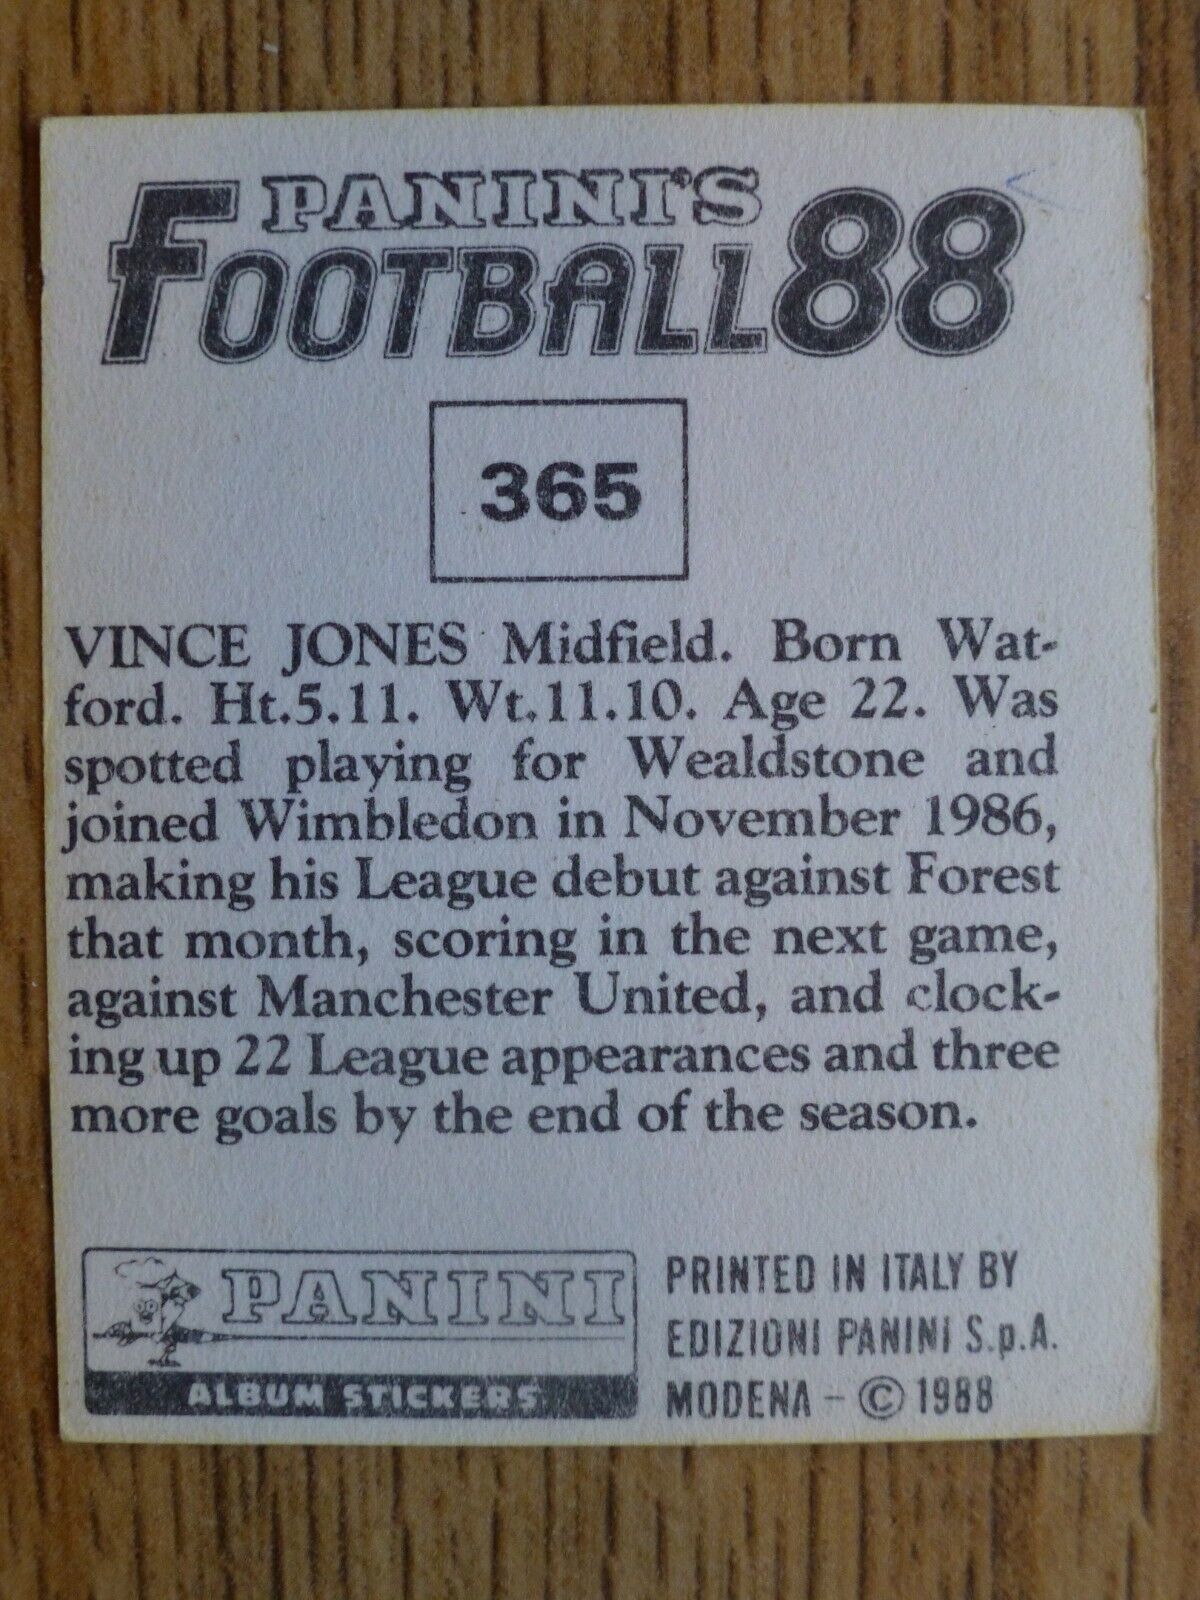 PANINI'S
FOOTBALL 88
365
VINCE JONES Midfield. Born Wat-
ford. Ht.5.11. Wt.11.10. Age 22. Was
spotted playing for Wealdstone and
joined Wimbledon in November 1986,
making his League debut against Forest
that month, scoring in the next game,
against Manchester United, and clock-
ing up 22 League appearances and three
more goals by the end of the season.
PANINI
ALBUM STICKERS
PRINTED IN ITALY BY
EDIZIONI PANINI S.p.A.
MODENA - © 1988